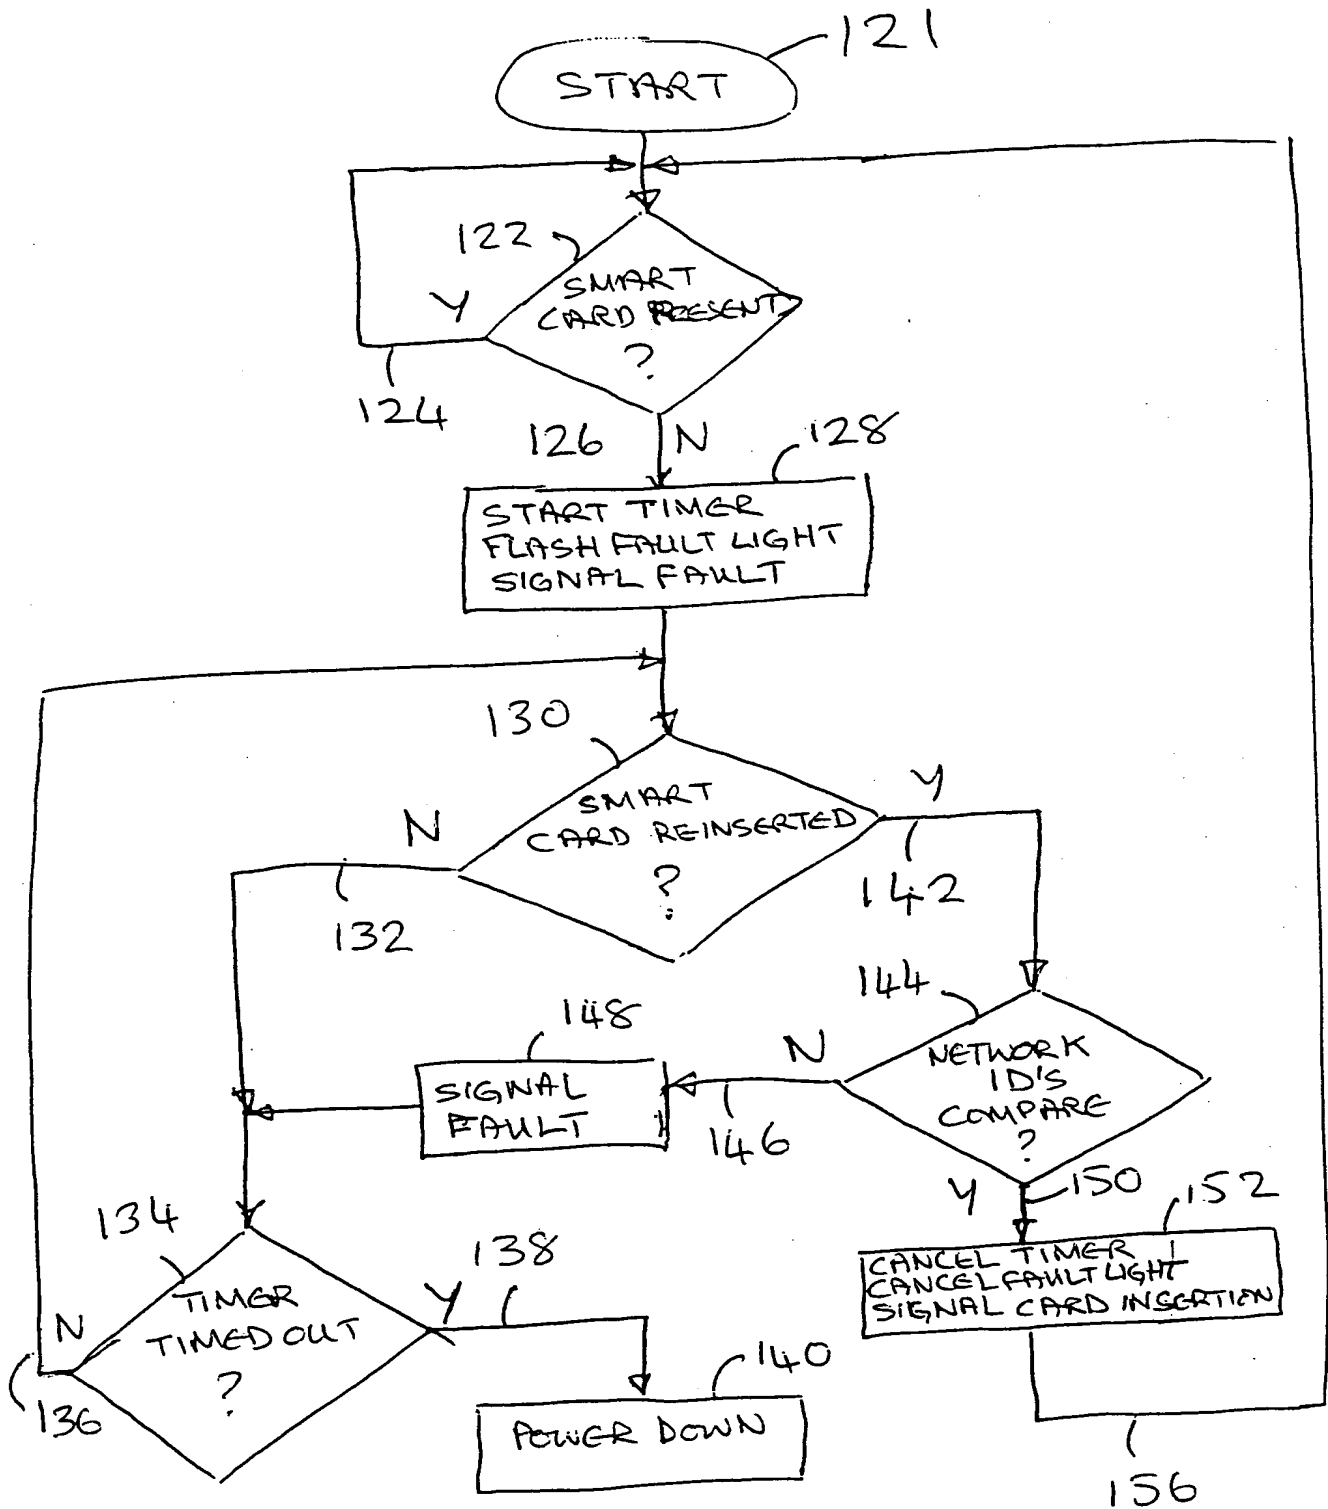 121
START
122
SMART
CARD PRESENT
?
Y
124
126
N
128
START TIMER
FLASH FAULT LIGHT
SIGNAL FAULT
130
SMART
CARD REINSERTED
?
N
Y
132
142
144
NETWORK
ID'S
COMPARE
?
N
146
148
SIGNAL
FAULT
Y
150
152
CANCEL TIMER
CANCEL FAULT LIGHT
SIGNAL CARD INSERTION
134
TIMER
TIMED OUT
?
N
136
Y
138
140
POWER DOWN
156